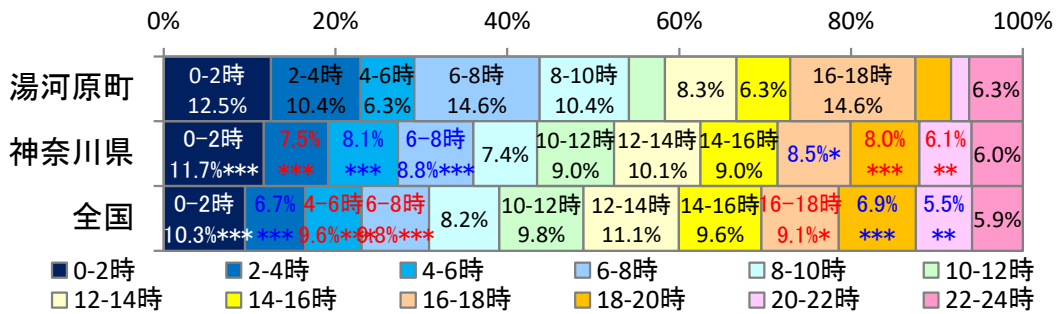 0% 20% 40% 60% 80% 100%
湯河原町 0-2時 2-4時 4-6時 6-8時 8-10時 8.3% 6.3% 16-18時 6.3%
12.5% 10.4% 6.3% 14.6% 10.4% 14.6%
神奈川県 0-2時 7.5% 8.1% 6-8時 7.4% 10-12時 12-14時 14-16時 8.5%* 8.0% 6.1% 6.0%
11.7%*** *** *** 8.8%*** 9.0% 10.1% 9.0% *** **
全国 0-2時 6.7% 4-6時 6-8時 8.2% 10-12時 12-14時 14-16時 16-18時 6.9% 5.5% 5.9%
10.3%*** *** 9.6%*** 9.8%*** 9.8% 11.1% 9.6% 9.1%* *** **
0-2時 2-4時 4-6時 6-8時 8-10時 10-12時
12-14時 14-16時 16-18時 18-20時 20-22時 22-24時